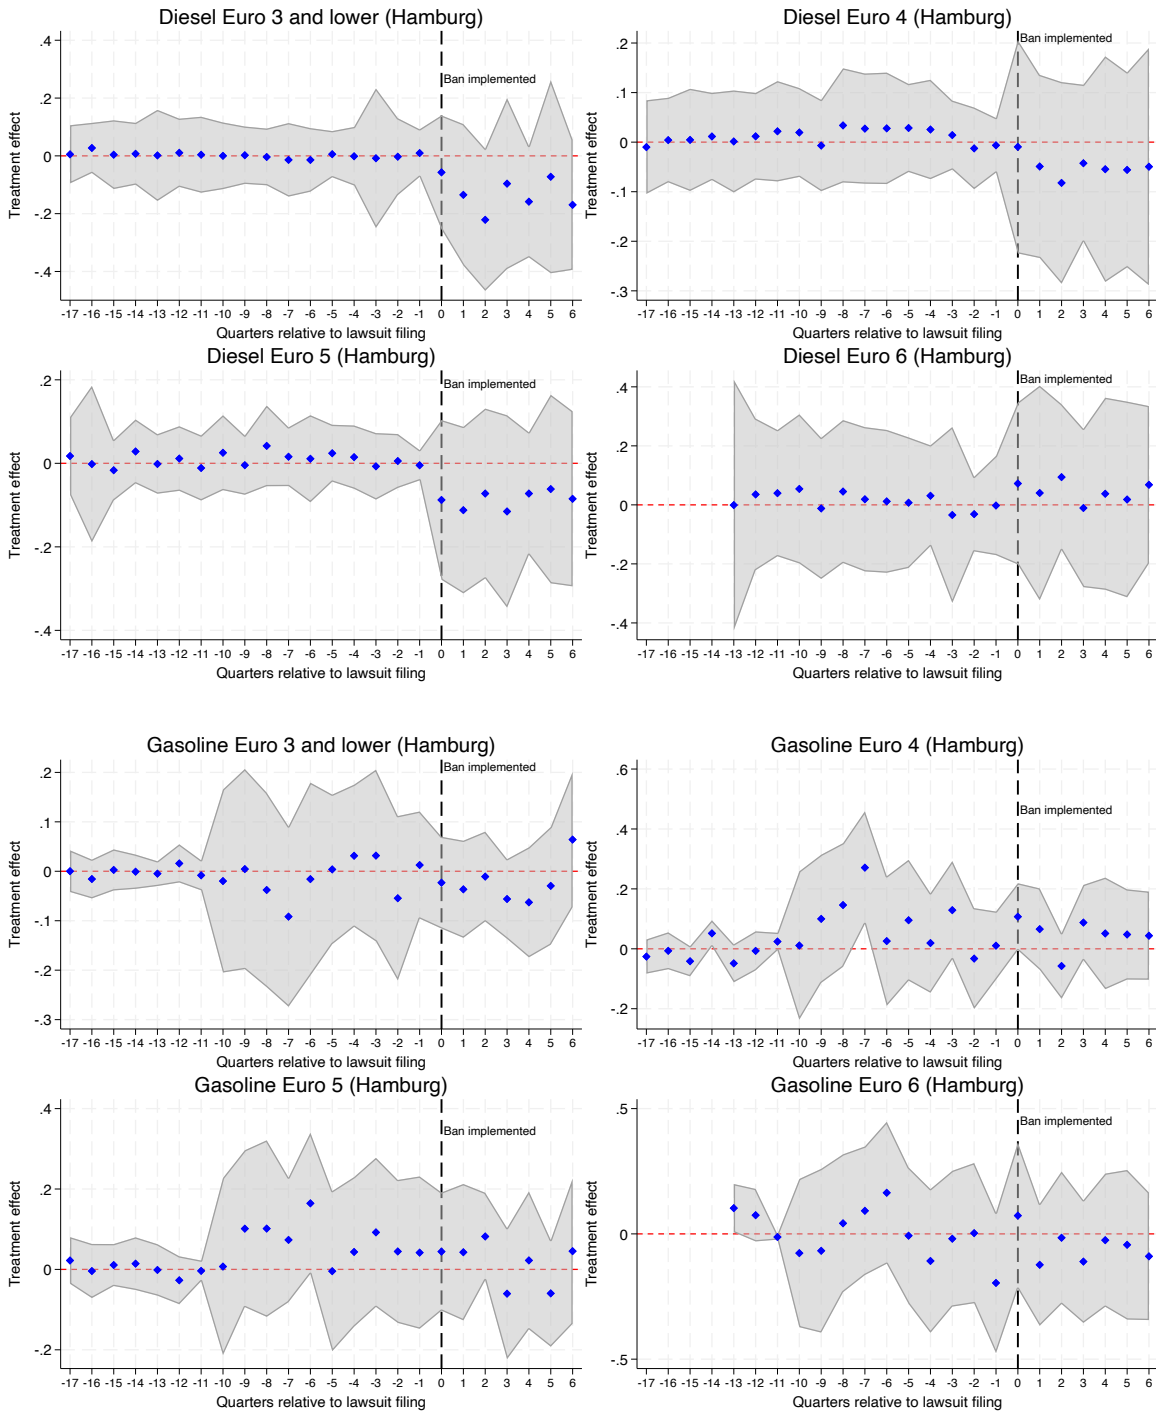 Diesel Euro 3 and lower (Hamburg)
.4
.2
0
-.2
-.4
Treatment effect
Ban implemented
-17 -16 -15 -14 -13 -12 -11 -10 -9 -8 -7 -6 -5 -4 -3 -2 -1 0 1 2 3 4 5 6
Quarters relative to lawsuit filing
Diesel Euro 4 (Hamburg)
.2
.1
0
-.1
-.2
-.3
Treatment effect
Ban implemented
-17 -16 -15 -14 -13 -12 -11 -10 -9 -8 -7 -6 -5 -4 -3 -2 -1 0 1 2 3 4 5 6
Quarters relative to lawsuit filing
Diesel Euro 5 (Hamburg)
.2
0
-.2
-.4
Treatment effect
Ban implemented
-17 -16 -15 -14 -13 -12 -11 -10 -9 -8 -7 -6 -5 -4 -3 -2 -1 0 1 2 3 4 5 6
Quarters relative to lawsuit filing
Diesel Euro 6 (Hamburg)
.4
.2
0
-.2
-.4
Treatment effect
Ban implemented
-17 -16 -15 -14 -13 -12 -11 -10 -9 -8 -7 -6 -5 -4 -3 -2 -1 0 1 2 3 4 5 6
Quarters relative to lawsuit filing
Gasoline Euro 3 and lower (Hamburg)
.2
.1
0
-.1
-.2
-.3
Treatment effect
Ban implemented
-17 -16 -15 -14 -13 -12 -11 -10 -9 -8 -7 -6 -5 -4 -3 -2 -1 0 1 2 3 4 5 6
Quarters relative to lawsuit filing
Gasoline Euro 4 (Hamburg)
.6
.4
.2
0
-.2
Treatment effect
Ban implemented
-17 -16 -15 -14 -13 -12 -11 -10 -9 -8 -7 -6 -5 -4 -3 -2 -1 0 1 2 3 4 5 6
Quarters relative to lawsuit filing
Gasoline Euro 5 (Hamburg)
.4
.2
0
-.2
Treatment effect
Ban implemented
-17 -16 -15 -14 -13 -12 -11 -10 -9 -8 -7 -6 -5 -4 -3 -2 -1 0 1 2 3 4 5 6
Quarters relative to lawsuit filing
Gasoline Euro 6 (Hamburg)
.5
0
-.5
Treatment effect
Ban implemented
-17 -16 -15 -14 -13 -12 -11 -10 -9 -8 -7 -6 -5 -4 -3 -2 -1 0 1 2 3 4 5 6
Quarters relative to lawsuit filing